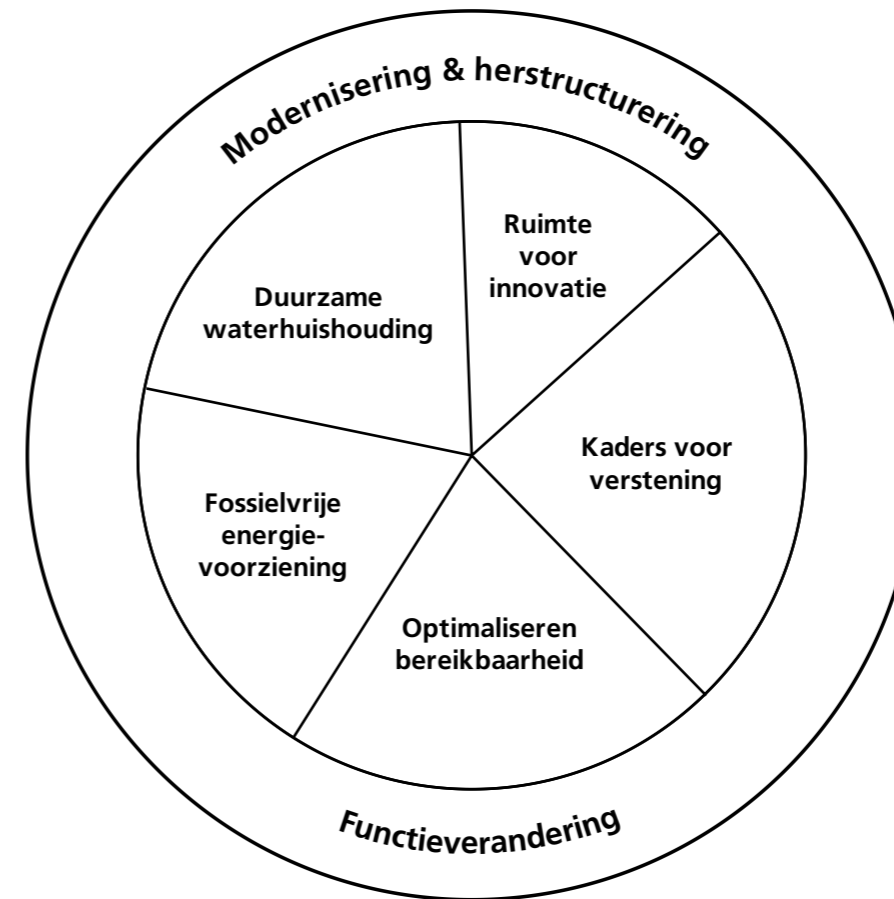 Modernisering & herstructurering
Ruimte
voor
innovatie
Duurzame
waterhuishouding
Kaders voor
verstening
Fossielvrije
energie-
voorziening
Optimaliseren
bereikbaarheid
Functieverandering